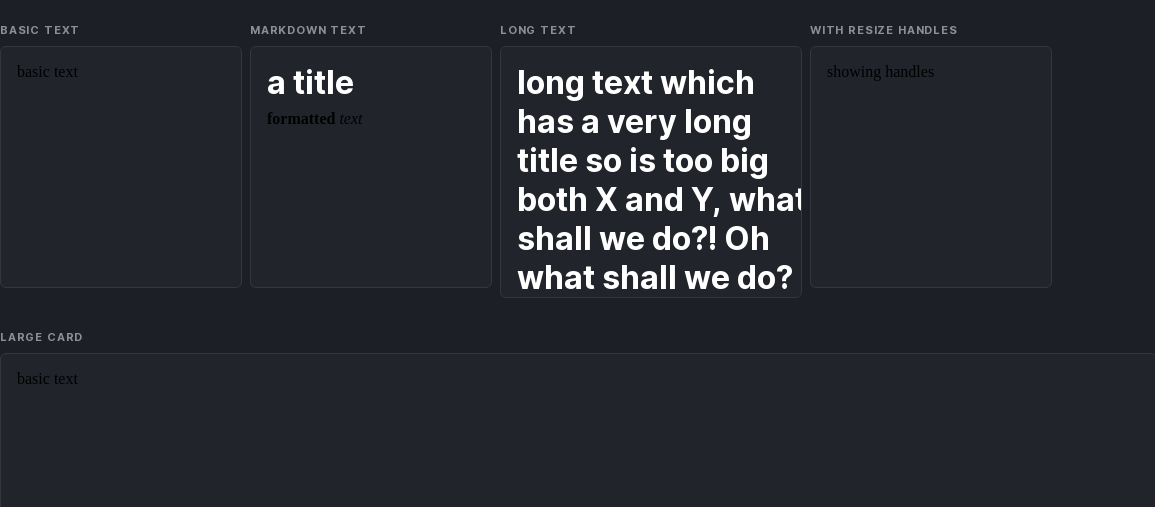 BASIC TEXT
basic text
MARKDOWN TEXT
a title
formatted text
LONG TEXT
long text which
has a very long
title so is too big
both X and Y, what
shall we do?! Oh
what shall we do?
WITH RESIZE HANDLES
showing handles
LARGE CARD
basic text